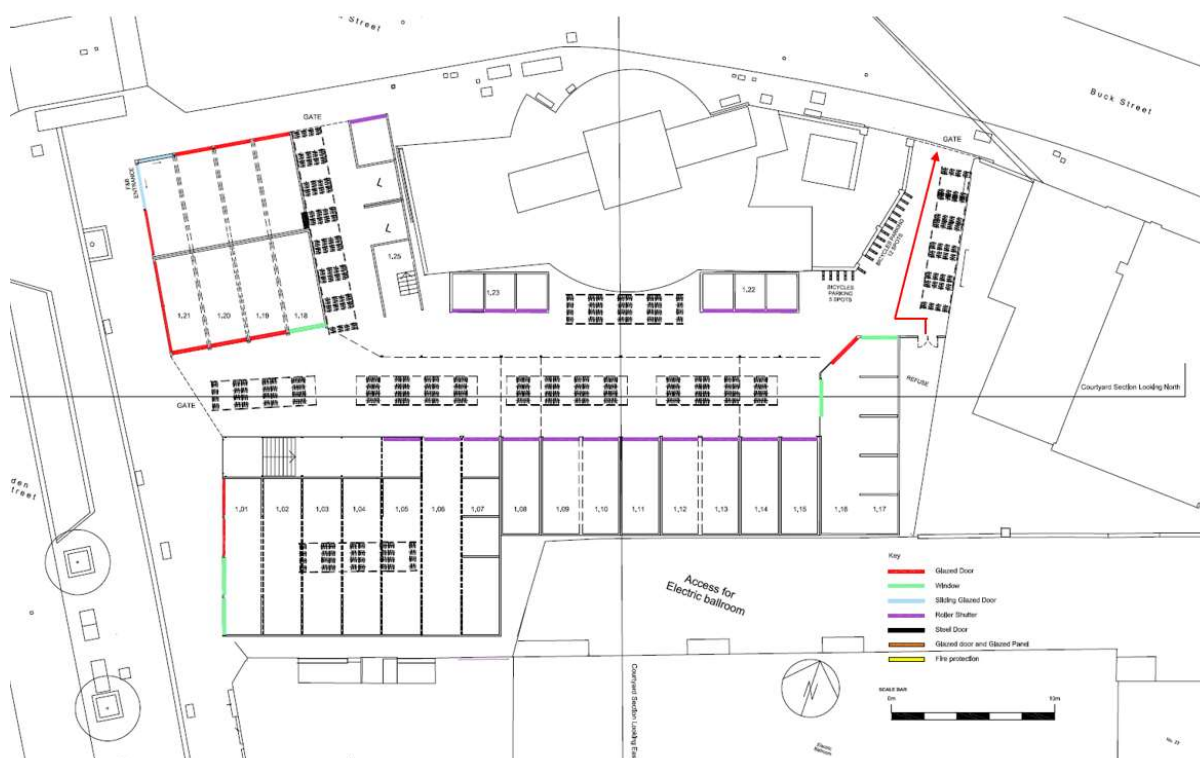 Street
Buck Street
GATE
GATE
1,25
1,23
1,22
BICYCLES PARKING
12 SPOTS
BICYCLES
PARKING
5 SPOTS
1,21
1,20
1,19
1,18
REFUSE
Courtyard Section Looking North
GATE
den
Street
1,01
1,02
1,03
1,04
1,05
1,06
1,07
1,08
1,09
1,10
1,11
1,12
1,13
1,14
1,15
1,16
1,17
Access for
Electric ballroom
Key
Glazed Door
Window
Sliding Glazed Door
Roller Shutter
Steel Door
Glazed door and Glazed Panel
Fire protection
SCALE BAR
0m
10m
Courtyard Section Looking East
Electric
Ballroom